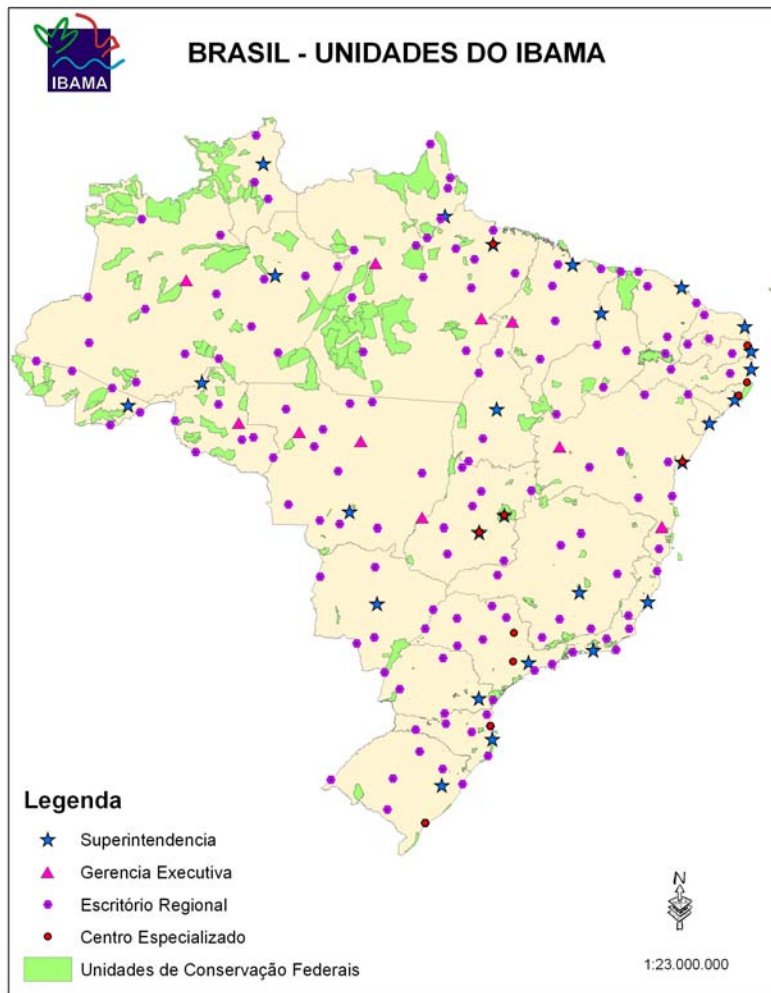 IBAMA
BRASIL - UNIDADES DO IBAMA
Legenda
Superintendencia
Gerencia Executiva
Escritório Regional
Centro Especializado
Unidades de Conservação Federais
N
1:23.000.000